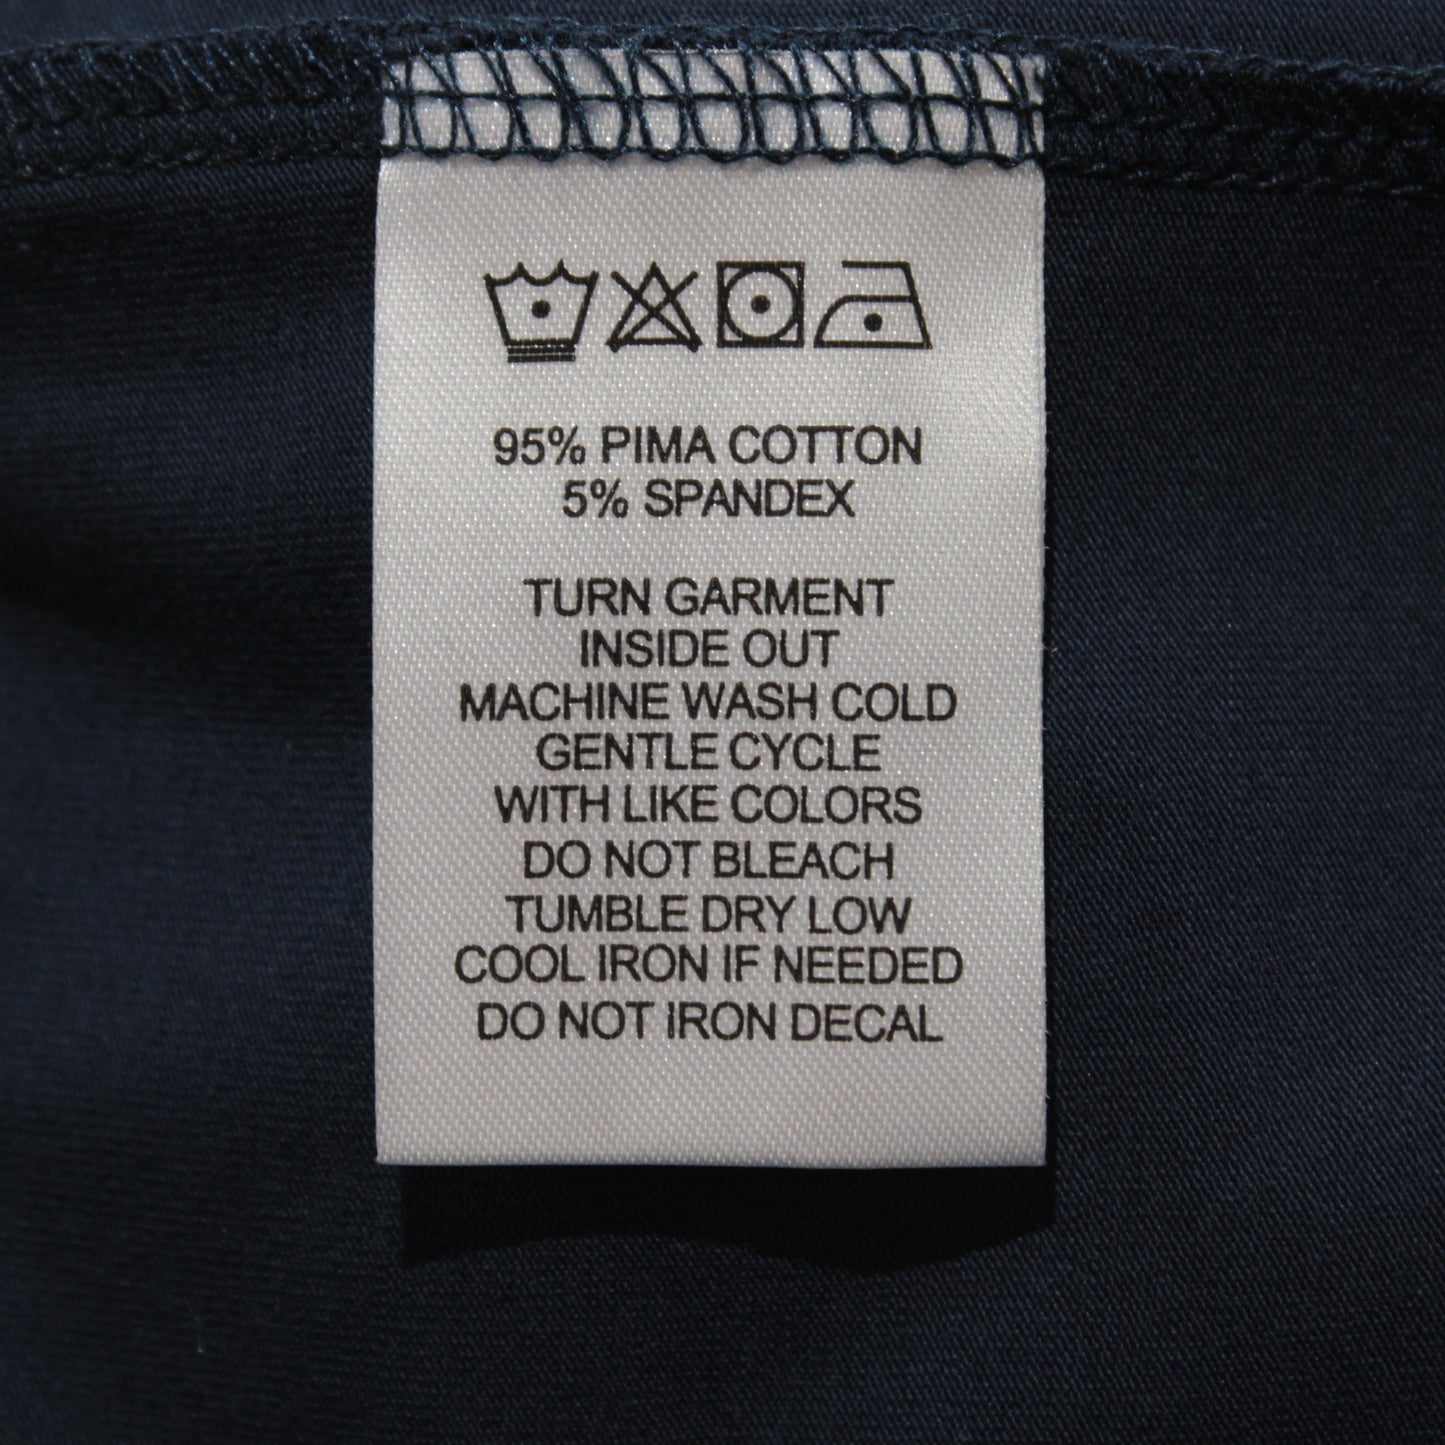 95% PIMA COTTON
5% SPANDEX
TURN GARMENT
INSIDE OUT
MACHINE WASH COLD
GENTLE CYCLE
WITH LIKE COLORS
DO NOT BLEACH
TUMBLE DRY LOW
COOL IRON IF NEEDED
DO NOT IRON DECAL